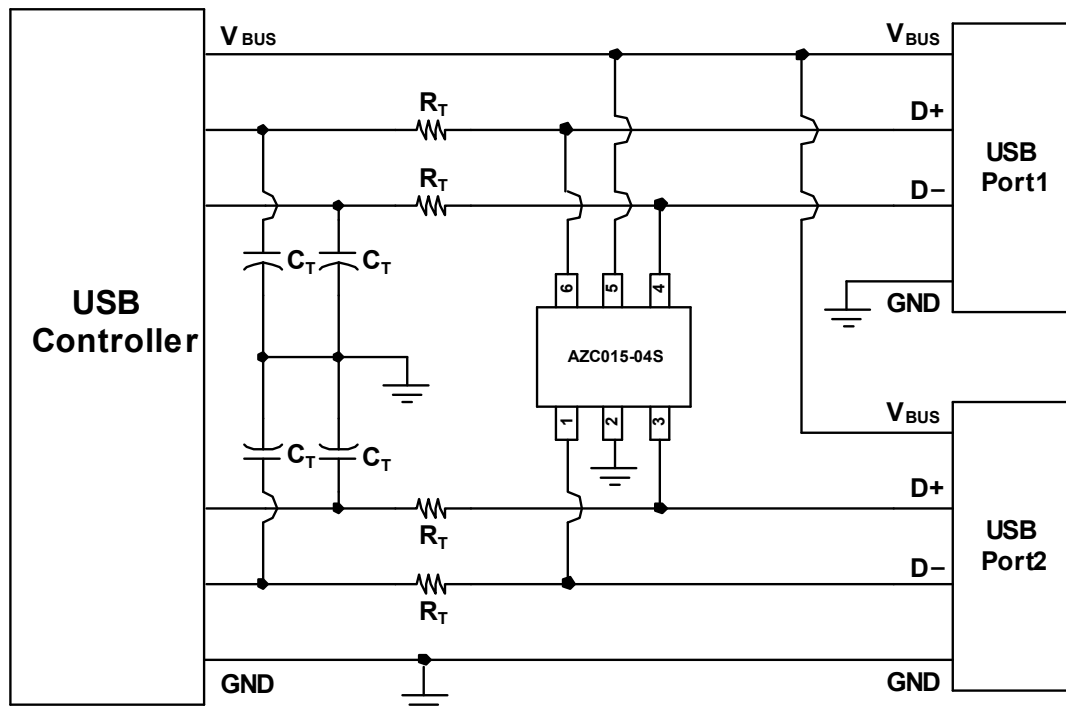 V BUS
VBUS
RT
D+
USB
Port1
RT
D−
CT
CT
6
5
4
GND
USB
Controller
AZC015-04S
1
2
3
VBUS
CT
CT
D+
RT
USB
Port2
D−
RT
GND
GND